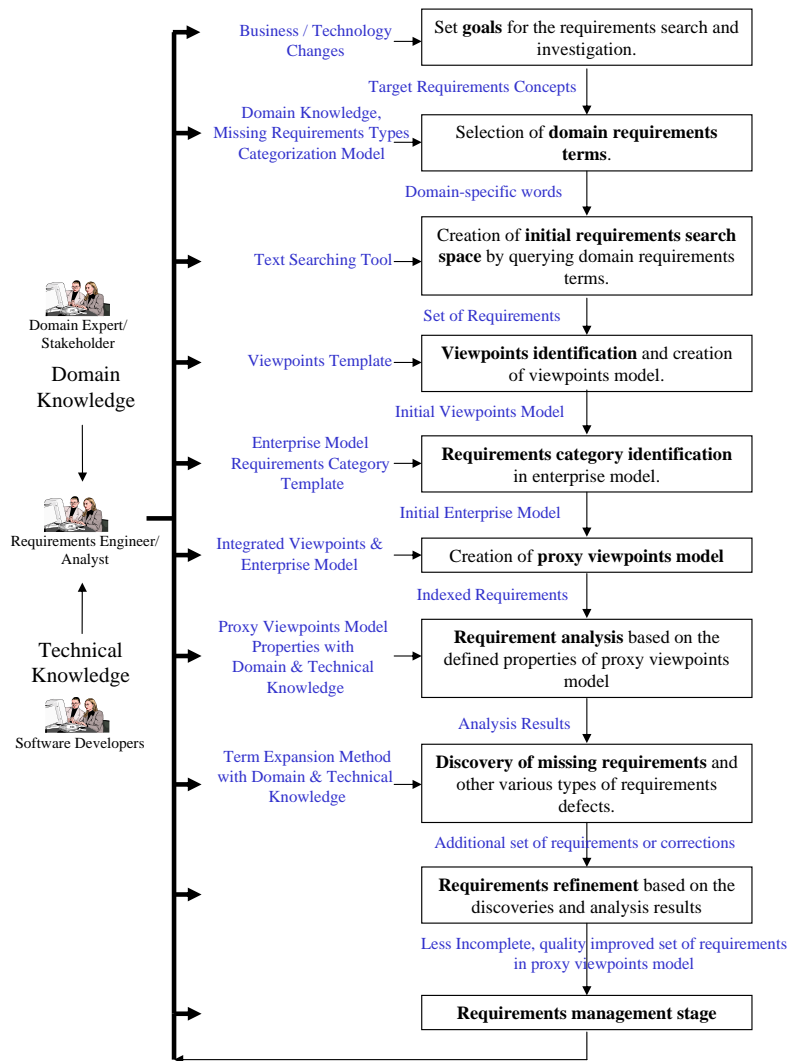 Business / Technology
Changes
Set goals for the requirements search and
investigation.
Target Requirements Concepts
Domain Knowledge,
Missing Requirements Types
Categorization Model
Selection of domain requirements
terms.
Domain-specific words
Text Searching Tool
Creation of initial requirements search
space by querying domain requirements
terms.
Set of Requirements
Domain Expert/
Stakeholder
Domain
Knowledge
Viewpoints Template
Viewpoints identification and creation
of viewpoints model.
Initial Viewpoints Model
Enterprise Model
Requirements Category
Template
Requirements category identification
in enterprise model.
Initial Enterprise Model
Requirements Engineer/
Analyst
Integrated Viewpoints &
Enterprise Model
Creation of proxy viewpoints model
Indexed Requirements
Technical
Knowledge
Software Developers
Proxy Viewpoints Model
Properties with
Domain & Technical
Knowledge
Requirement analysis based on the
defined properties of proxy viewpoints
model
Analysis Results
Term Expansion Method
with Domain & Technical
Knowledge
Discovery of missing requirements and
other various types of requirements
defects.
Additional set of requirements or corrections
Requirements refinement based on the
discoveries and analysis results
Less Incomplete, quality improved set of requirements
in proxy viewpoints model
Requirements management stage